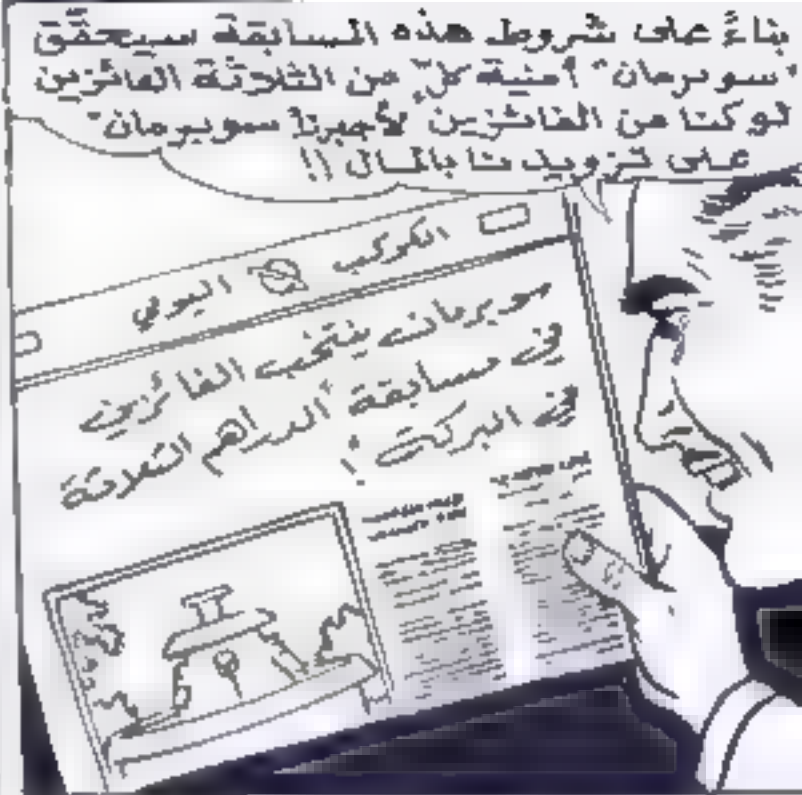 بناءً على شروط هذه المسابقة سيحقّق
"سوبرمان" أمنية كلّ من الثلاثة الفائزين
لو كنا من الفائزين لأجبرنا سوبرمان"
على تزويدنا بالمال !!
الكوكب اليومي
سوبرمان ينتخب الفائزين
في مسابقة الدراهم الثلاثة
في البركة !